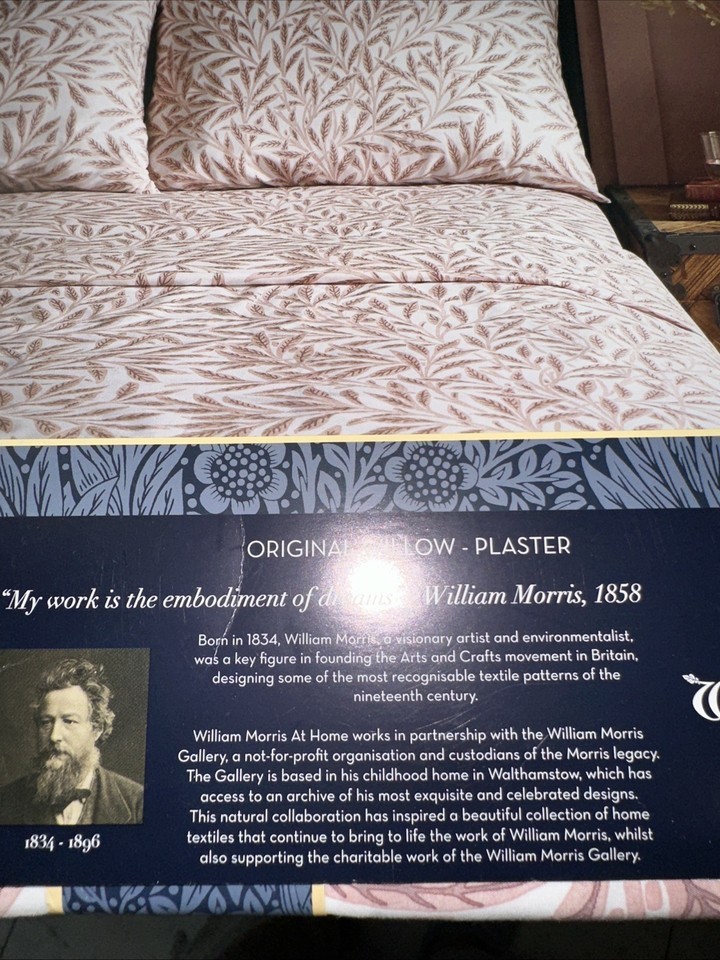 ORIGINAL WILLOW - PLASTER
"My work is the embodiment of dreams" William Morris, 1858
Born in 1834, William Morris, a visionary artist and environmentalist,
was a key figure in founding the Arts and Crafts movement in Britain,
designing some of the most recognisable textile patterns of the
nineteenth century.
William Morris At Home works in partnership with the William Morris
Gallery, a not-for-profit organisation and custodians of the Morris legacy.
The Gallery is based in his childhood home in Walthamstow, which has
access to an archive of his most exquisite and celebrated designs.
This natural collaboration has inspired a beautiful collection of home
textiles that continue to bring to life the work of William Morris, whilst
also supporting the charitable work of the William Morris Gallery.
1834 - 1896
W